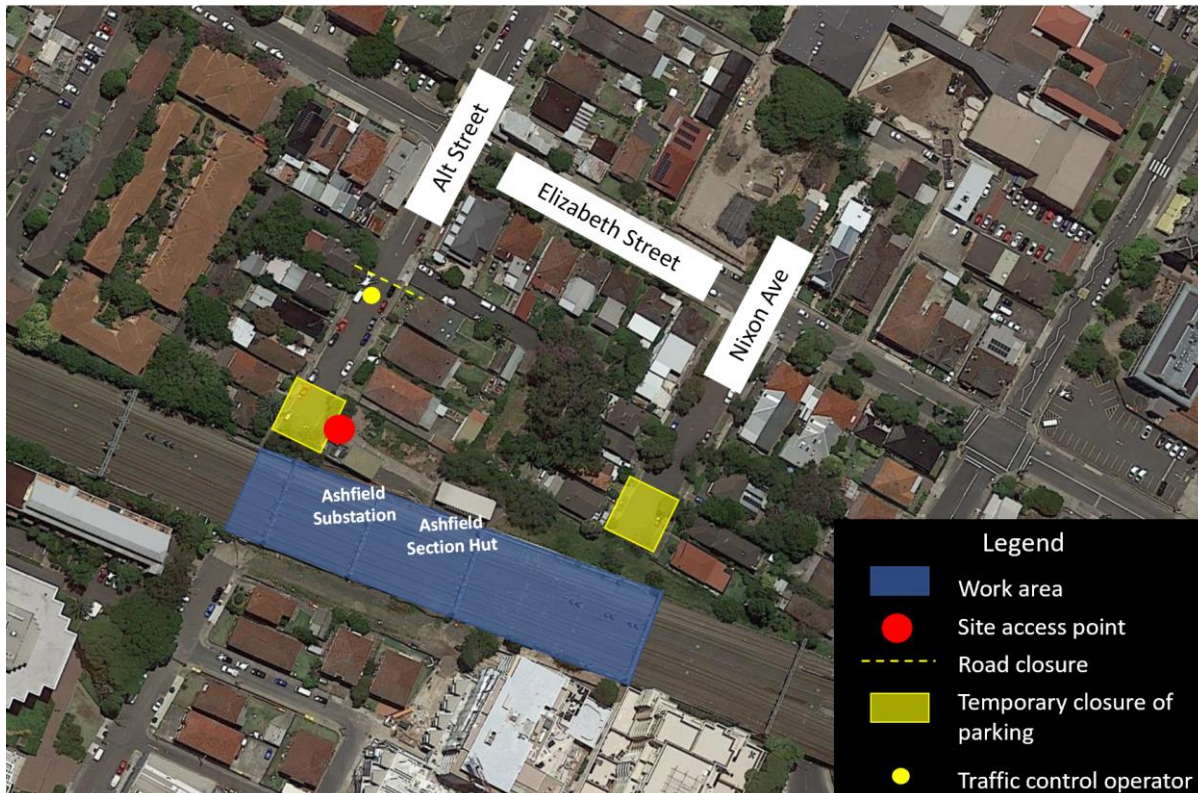 Alt Street
Elizabeth Street
Nixon Ave
Ashfield
Substation
Ashfield
Section Hut
Legend
Work area
Site access point
Road closure
Temporary closure of
parking
Traffic control operator